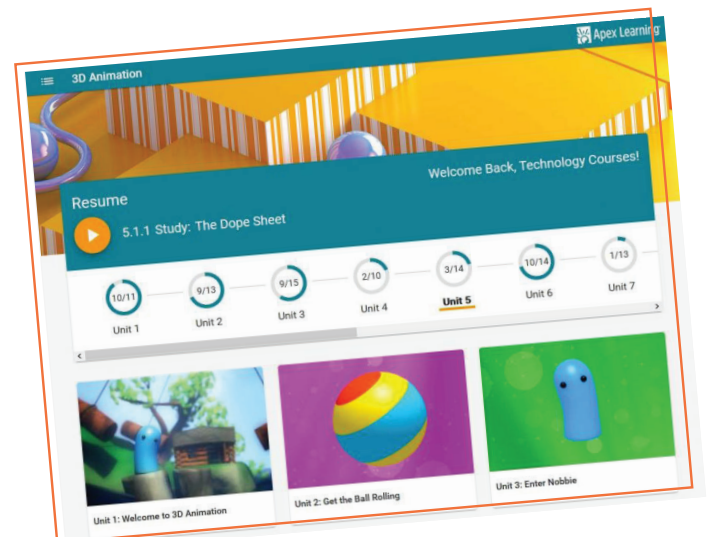 3D Animation
Apex Learning
Resume
Welcome Back, Technology Courses!
5.1.1 Study: The Dope Sheet
10/11
9/13
9/15
2/10
3/14
10/14
1/13
Unit 1
Unit 2
Unit 3
Unit 4
Unit 5
Unit 6
Unit 7
Unit 1: Welcome to 3D Animation
Unit 2: Get the Ball Rolling
Unit 3: Enter Nobbie